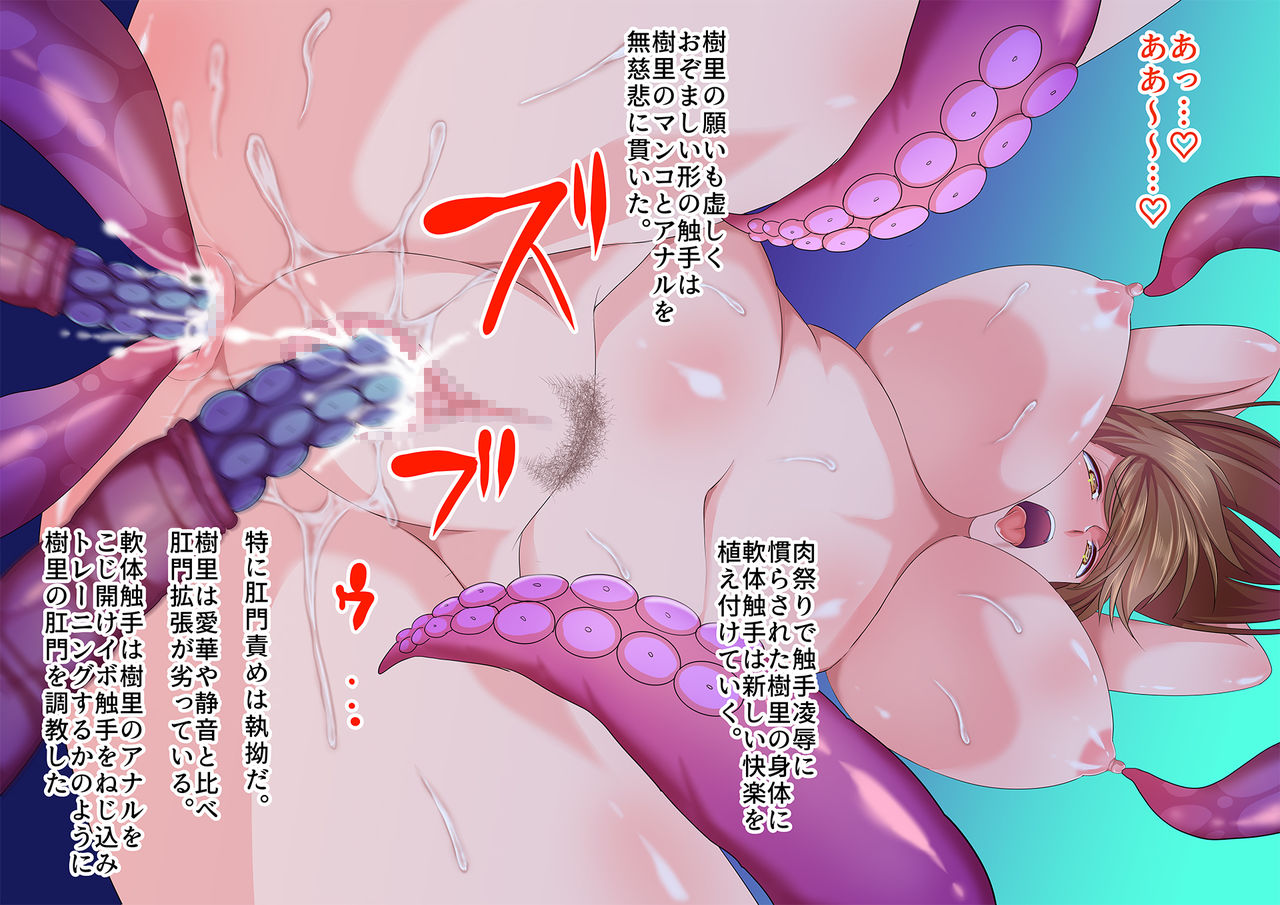 あっ…♡
ああ～～…♡
樹里の願いも虚しく
おぞましい形の触手は
樹里のマンコとアナルを
無慈悲に貫いた。
ズズ
ブブ
ゥ…
肉祭りで触手凌辱に
慣らされた樹里の身体に
軟体触手は新しい快楽を
植え付けていく。
特に肛門責めは執拗だ。
樹里は愛華や静音と比べ
肛門拡張が劣っている。
軟体触手は樹里のアナルを
こじ開けイボ触手をねじ込み
トレーニングするかのように
樹里の肛門を調教した